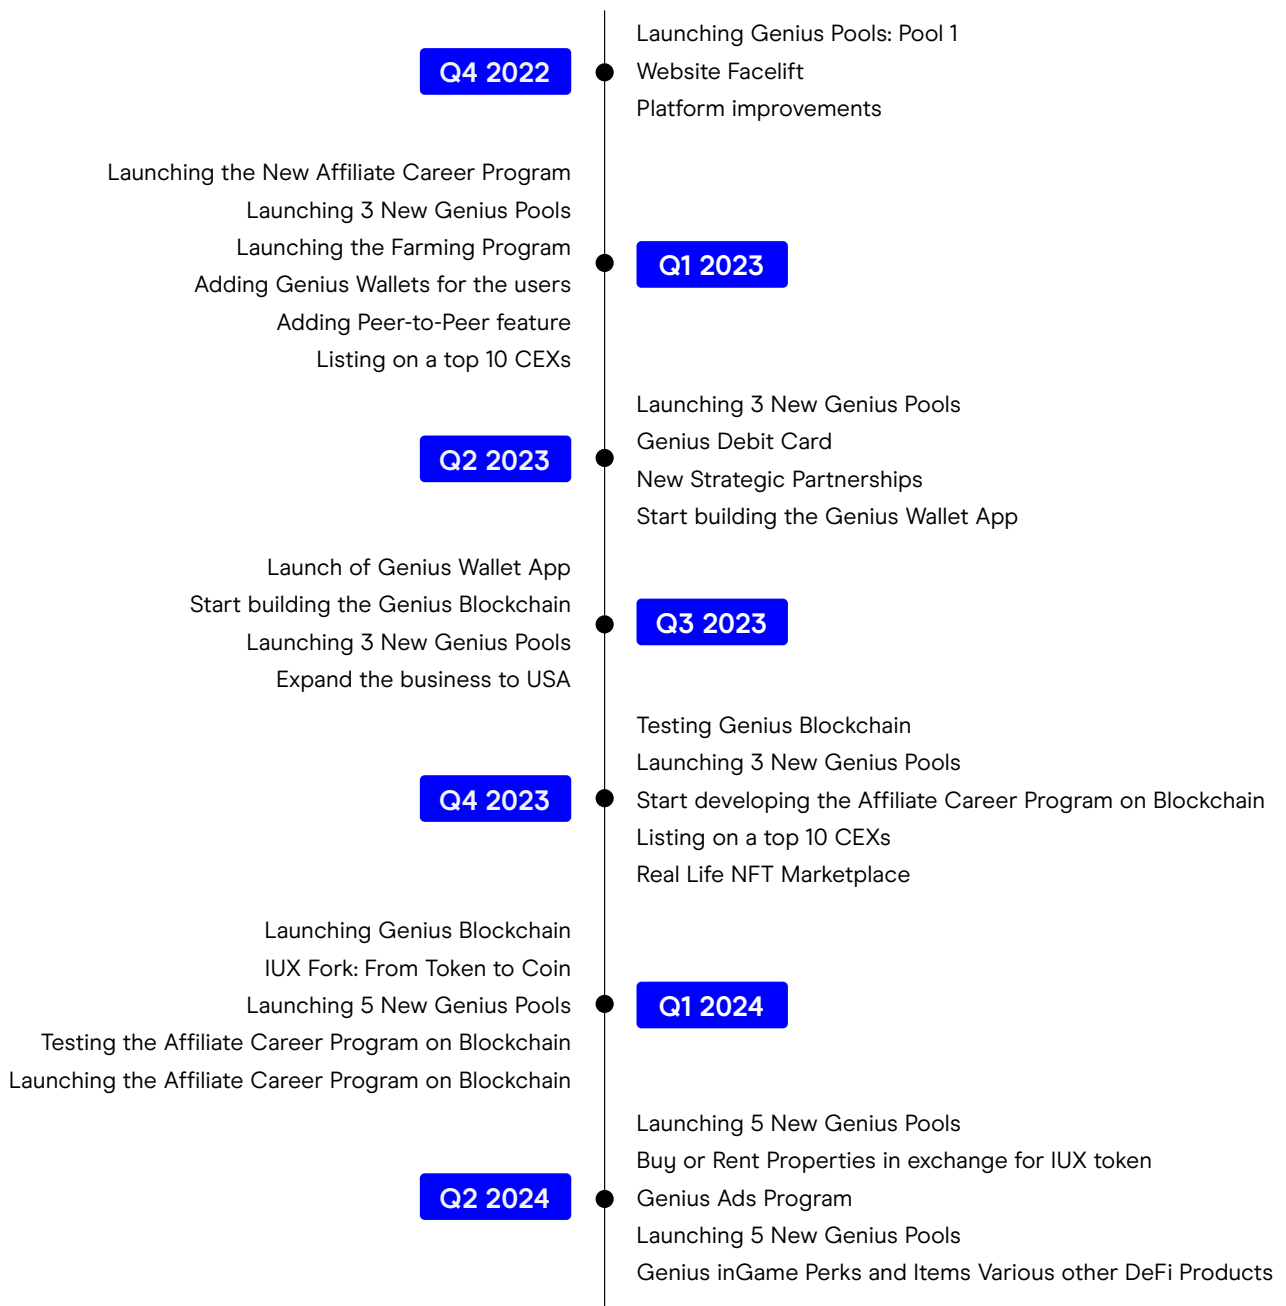 Q4 2022
Launching Genius Pools: Pool 1
Website Facelift
Platform improvements
Launching the New Affiliate Career Program
Launching 3 New Genius Pools
Launching the Farming Program
Adding Genius Wallets for the users
Adding Peer-to-Peer feature
Listing on a top 10 CEXs
Q1 2023
Q2 2023
Launching 3 New Genius Pools
Genius Debit Card
New Strategic Partnerships
Start building the Genius Wallet App
Launch of Genius Wallet App
Start building the Genius Blockchain
Launching 3 New Genius Pools
Expand the business to USA
Q3 2023
Q4 2023
Testing Genius Blockchain
Launching 3 New Genius Pools
Start developing the Affiliate Career Program on Blockchain
Listing on a top 10 CEXs
Real Life NFT Marketplace
Launching Genius Blockchain
IUX Fork: From Token to Coin
Launching 5 New Genius Pools
Testing the Affiliate Career Program on Blockchain
Launching the Affiliate Career Program on Blockchain
Q1 2024
Q2 2024
Launching 5 New Genius Pools
Buy or Rent Properties in exchange for IUX token
Genius Ads Program
Launching 5 New Genius Pools
Genius inGame Perks and Items Various other DeFi Products